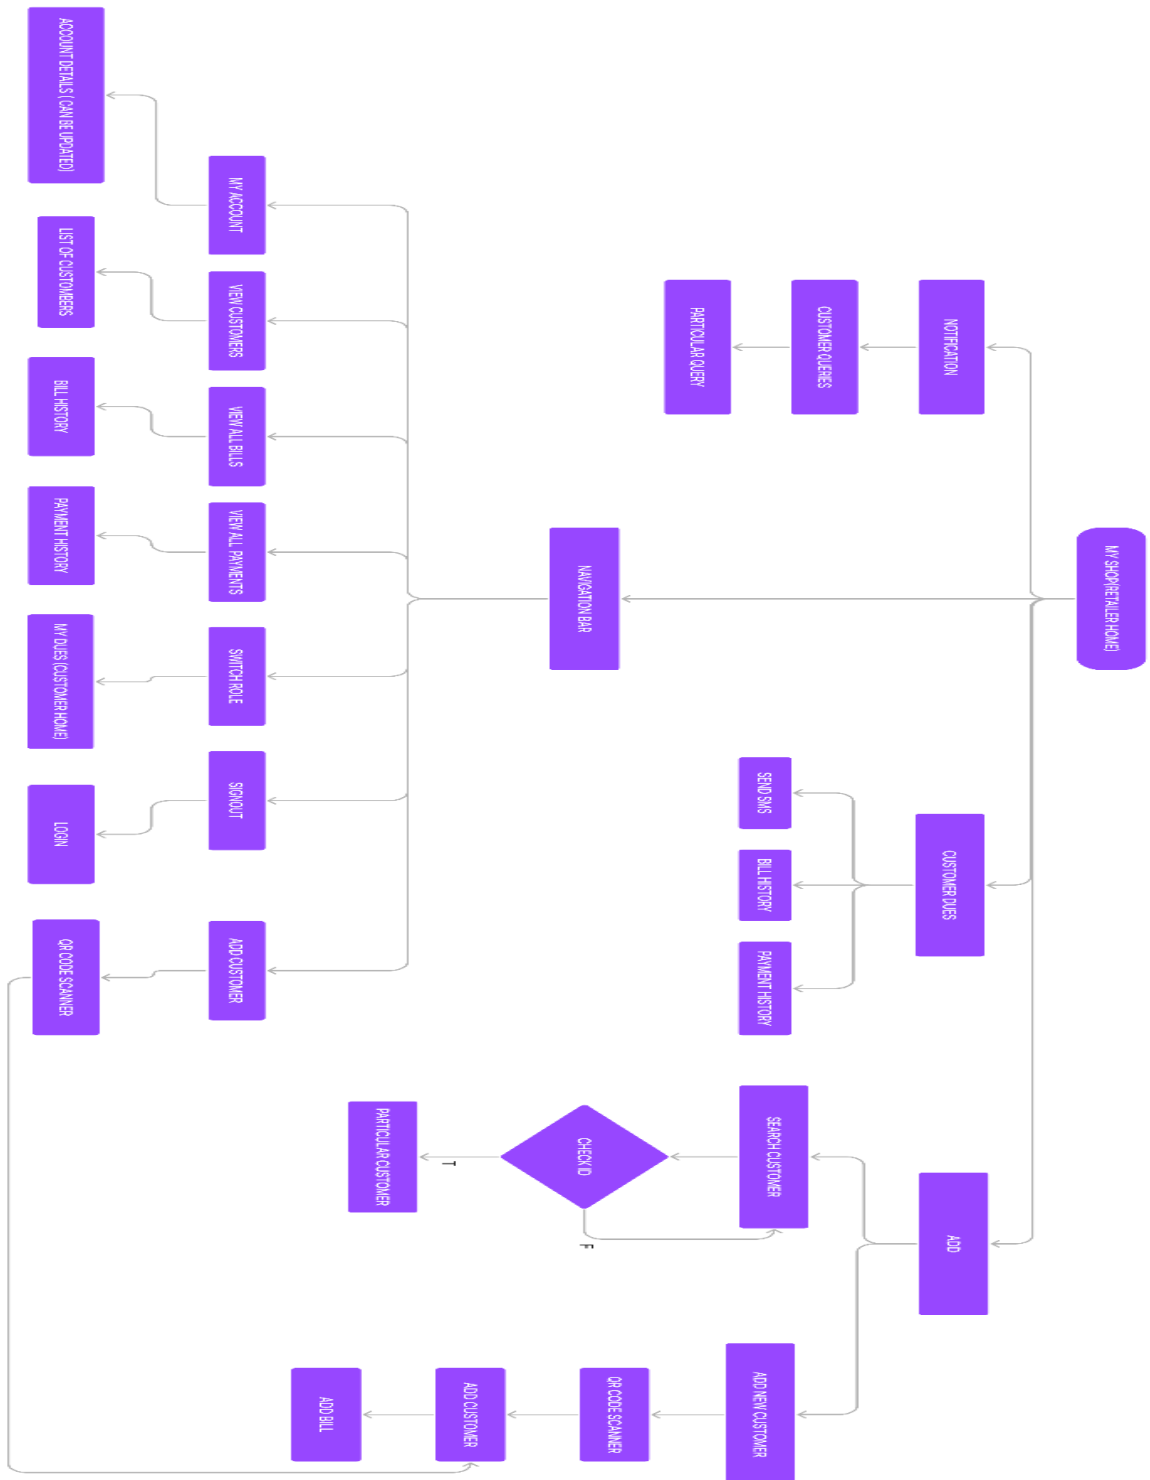 MY SHOP(RETAILER HOME)
NOTIFICATION
CUSTOMER DUES
ADD
CUSTOMER QUERIES
PARTICULAR QUERY
SEND SMS
BILL HISTORY
PAYMENT HISTORY
SEARCH CUSTOMER
ADD NEW CUSTOMER
NAVIGATION BAR
CHECK ID
F
T
QR CODE SCANNER
PARTICULAR CUSTOMER
ADD CUSTOMER
ADD BILL
MY ACCOUNT
VIEW CUSTOMERS
VIEW ALL BILLS
VIEW ALL PAYMENTS
SWITCH ROLE
SIGNOUT
ADD CUSTOMER
ACCOUNT DETAILS ( CAN BE UPDATED)
LIST OF CUSTOMBERS
BILL HISTORY
PAYMENT HISTORY
MY DUES (CUSTOMER HOME)
LOGIN
QR CODE SCANNER